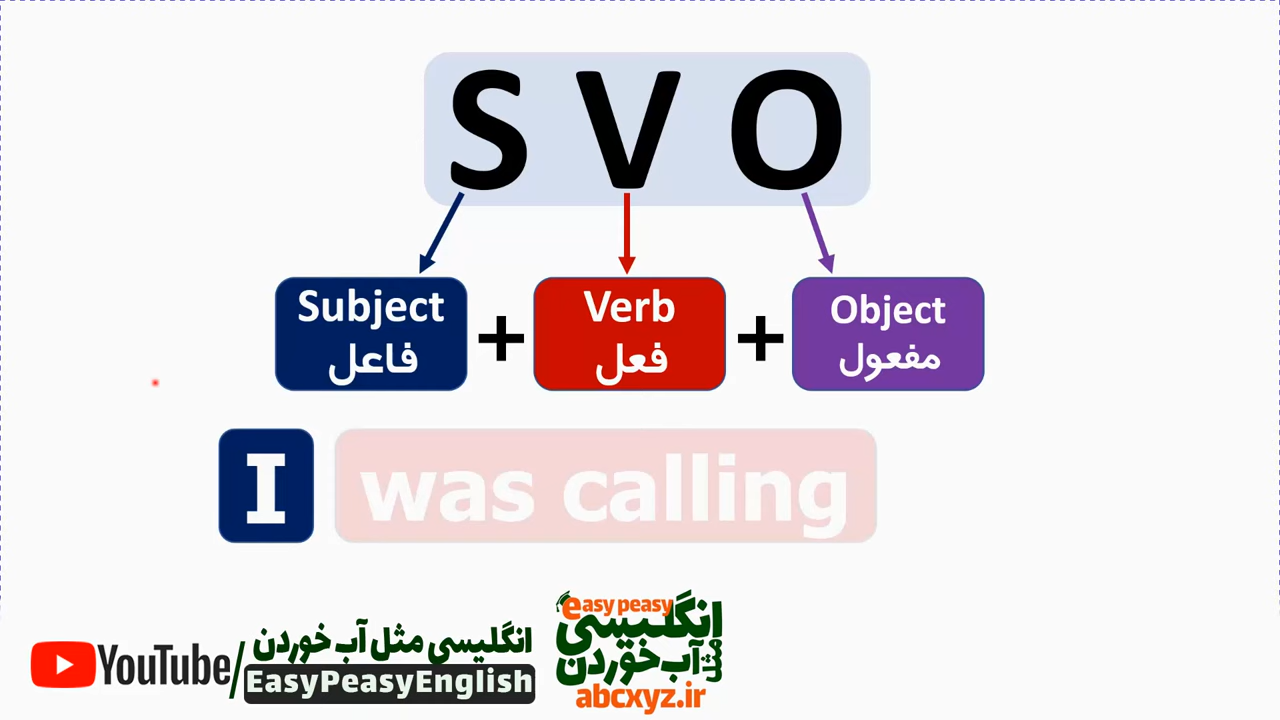 S V O
Subject + Verb + Object
فاعل فعل مفعول
I was calling
YouTube/انگلیسی مثل آب خوردن
EasyPeasyEnglish
easy peasy
انگلیسی
مثل
آب خوردن
abcxyz.ir